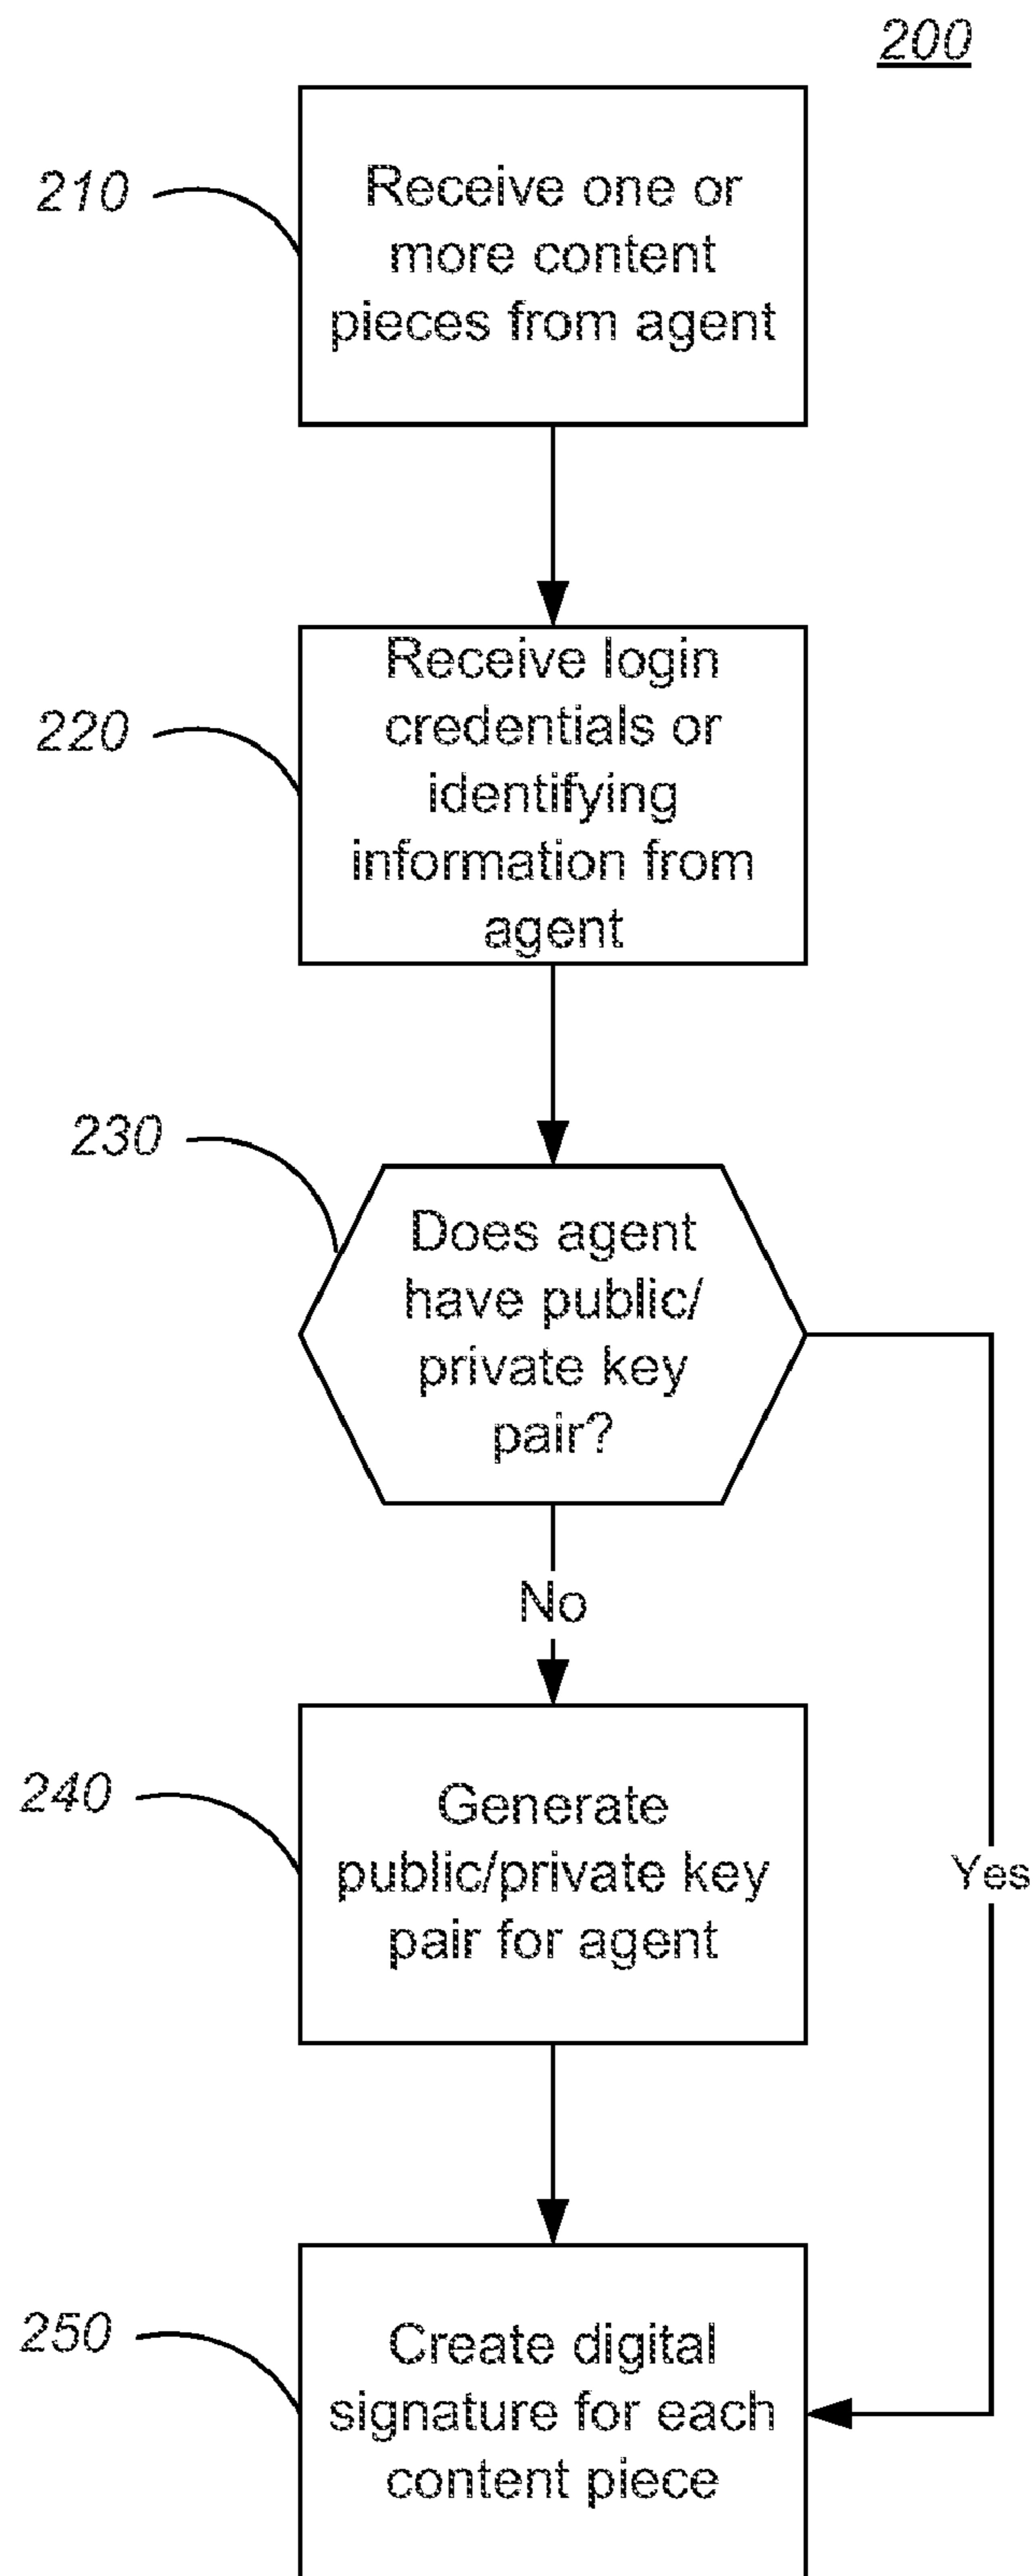 200
210
Receive one or
more content
pieces from agent
220
Receive login
credentials or
identifying
information from
agent
230
Does agent
have public/
private key
pair?
No
240
Generate
public/private key
pair for agent
Yes
250
Create digital
signature for each
content piece